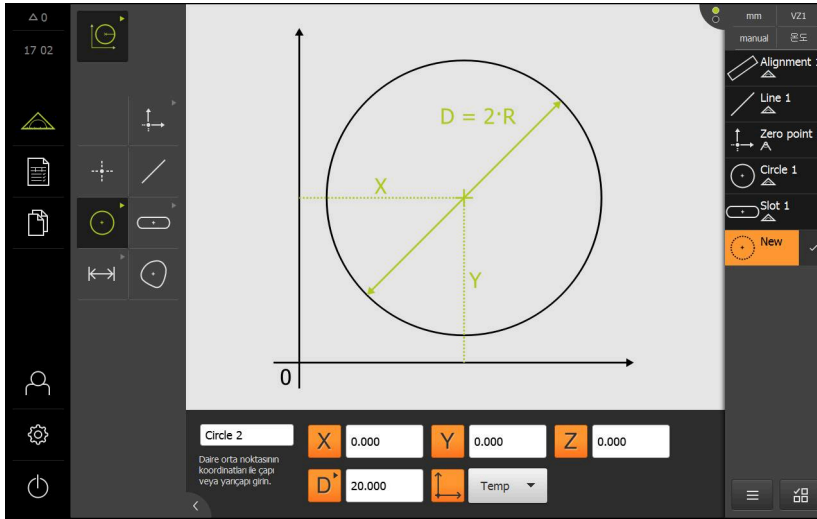 0
17 02
D = 2·R
X
Y
0
mm
VZ1
manual
온도
Alignment 1
Line 1
Zero point
Circle 1
Slot 1
New
Circle 2
X
0.000
Y
0.000
Z
0.000
Daire orta noktasının
koordinatları ile çapı
veya yarıçapı girin.
D
20.000
Temp